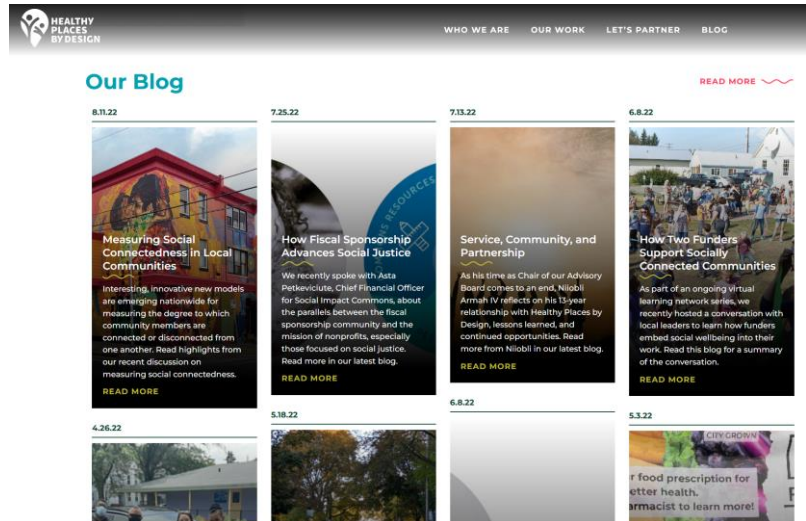 HEALTHY
PLACES
BY DESIGN
WHO WE ARE OUR WORK LET'S PARTNER BLOG
Our Blog
READ MORE
8.11.22
Measuring Social
Connectedness in Local
Communities
Interesting, innovative new models
are emerging nationwide for
measuring the degree to which
community members are
connected or disconnected from
one another. Read highlights from
our recent discussion on
measuring social connectedness.
READ MORE
7.25.22
NS RESOURCES
How Fiscal Sponsorship
Advances Social Justice
We recently spoke with Asta
Petkeviciute, Chief Financial Officer
for Social Impact Commons, about
the parallels between the fiscal
sponsorship community and the
mission of nonprofits, especially
those focused on social justice.
Read more in our latest blog.
READ MORE
7.13.22
Service, Community, and
Partnership
As his time as Chair of our Advisory
Board comes to an end, Niiobli
Armah IV reflects on his 13-year
relationship with Healthy Places by
Design, lessons learned, and
continued opportunities. Read
more from Niiobli in our latest blog.
READ MORE
6.8.22
How Two Funders
Support Socially
Connected Communities
As part of an ongoing virtual
learning network series, we
recently hosted a conversation with
local leaders to learn how funders
embed social wellbeing into their
work. Read this blog for a summary
of the conversation.
READ MORE
4.26.22
5.18.22
6.8.22
5.3.22
CITY GROWN
r food prescription for
etter health.
armacist to learn more!